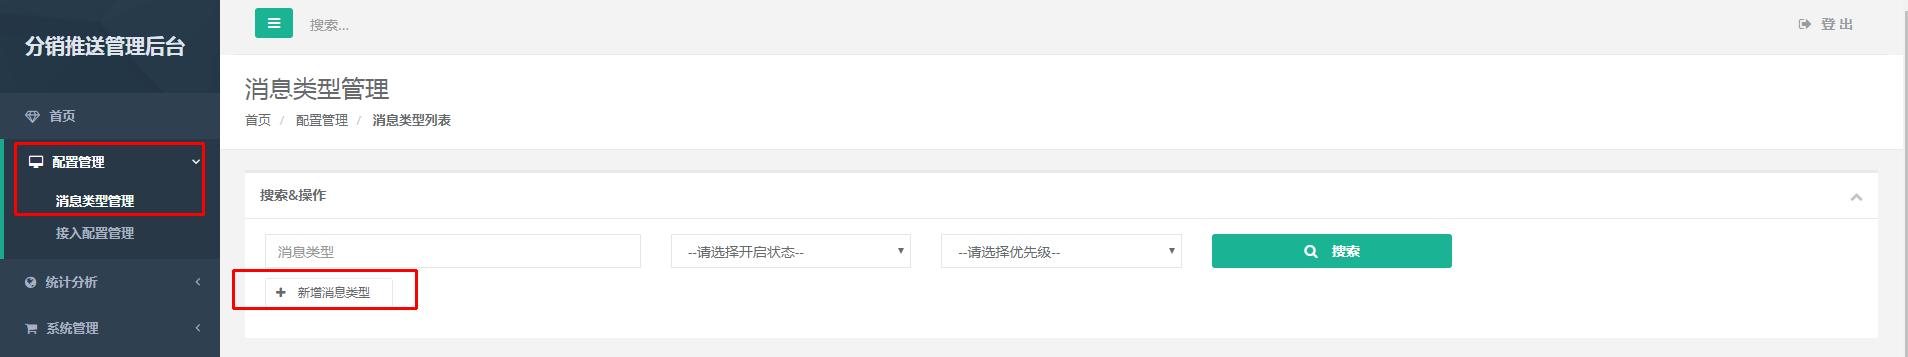 分销推送管理后台
首页
配置管理
消息类型管理
接入配置管理
统计分析
系统管理
搜索...
登 出
消息类型管理
首页 / 配置管理 / 消息类型列表
搜索&操作
消息类型
--请选择开启状态--
--请选择优先级--
搜索
新增消息类型